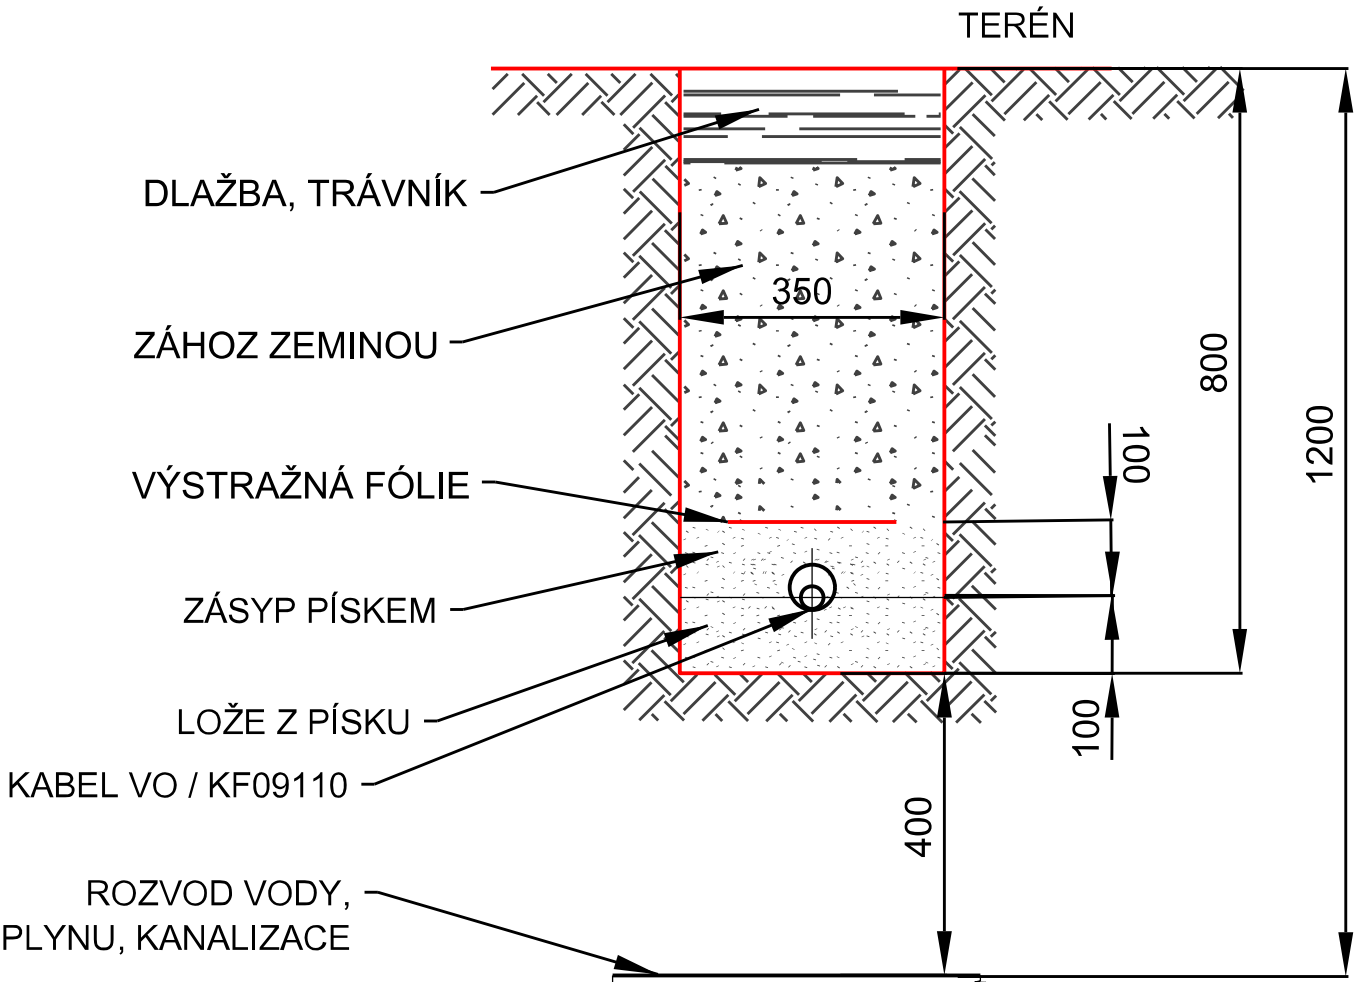 TERÉN
DLAŽBA, TRÁVNÍK
350
ZÁHOZ ZEMINOU
800
1200
100
VÝSTRAŽNÁ FÓLIE
ZÁSYP PÍSKEM
LOŽE Z PÍSKU
100
KABEL VO / KF09110
400
ROZVOD VODY,
PLYNU, KANALIZACE